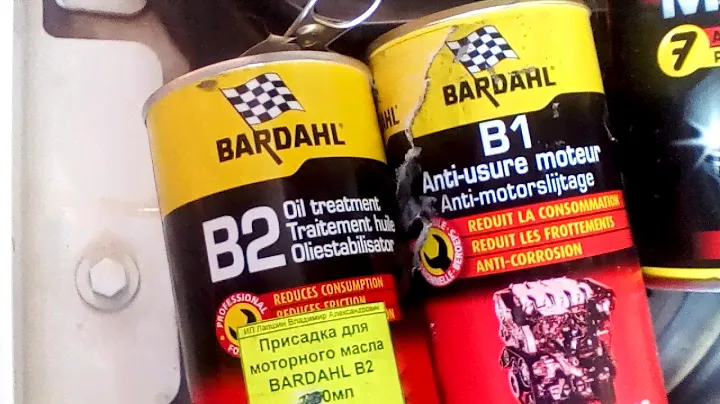 BARDAHL
B2
Oil treatment
Traitement huile
Oliestabilisator
REDUCES CONSUMPTION
REDUCES FRICTION
PROFESSIONAL
ИП Лапшин Владимир Александрович
Присадка для
моторного масла
BARDAHL B2
BARDAHL
B1
Anti-usure moteur
Anti-motorslijtage
REDUIT LA CONSOMMATION
REDUIT LES FROTTEMENTS
ANTI-CORROSION
7